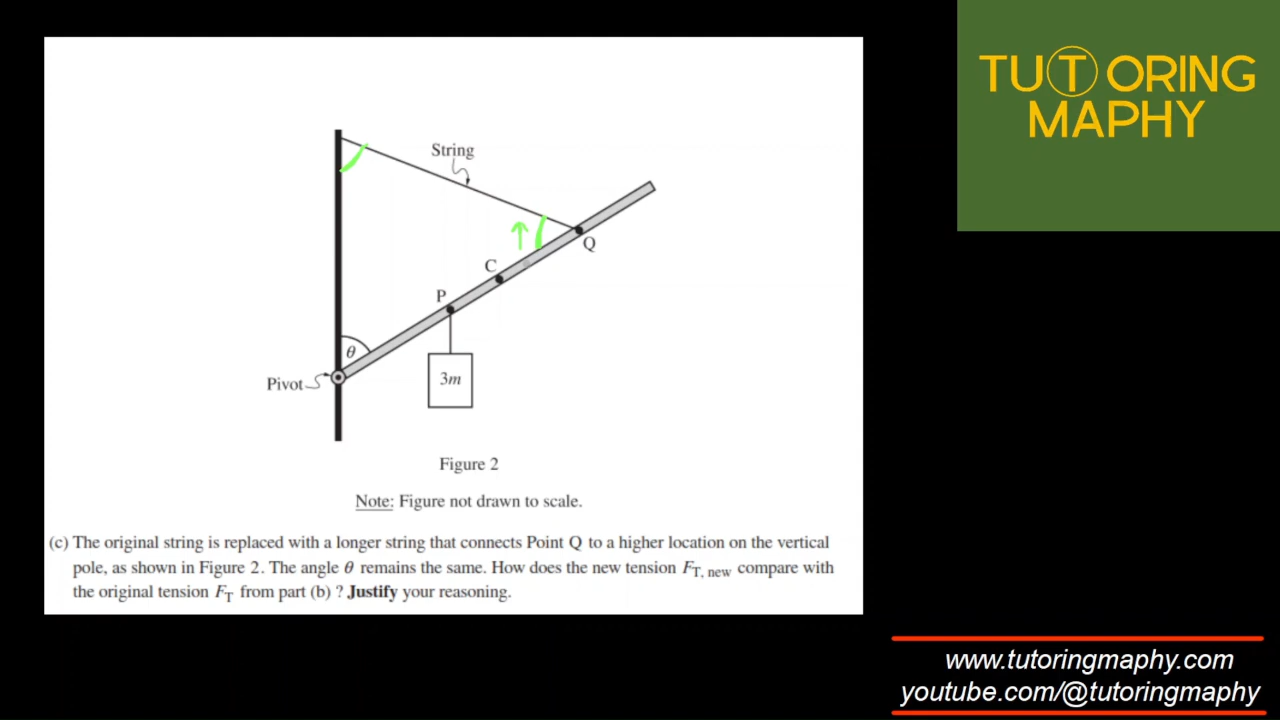 TUTORING
MAPHY
String
Q
C
P
θ
Pivot
3m
Figure 2
Note: Figure not drawn to scale.
(c) The original string is replaced with a longer string that connects Point Q to a higher location on the vertical
pole, as shown in Figure 2. The angle θ remains the same. How does the new tension F_T, new compare with
the original tension F_T from part (b) ? Justify your reasoning.
www.tutoringmaphy.com
youtube.com/@tutoringmaphy